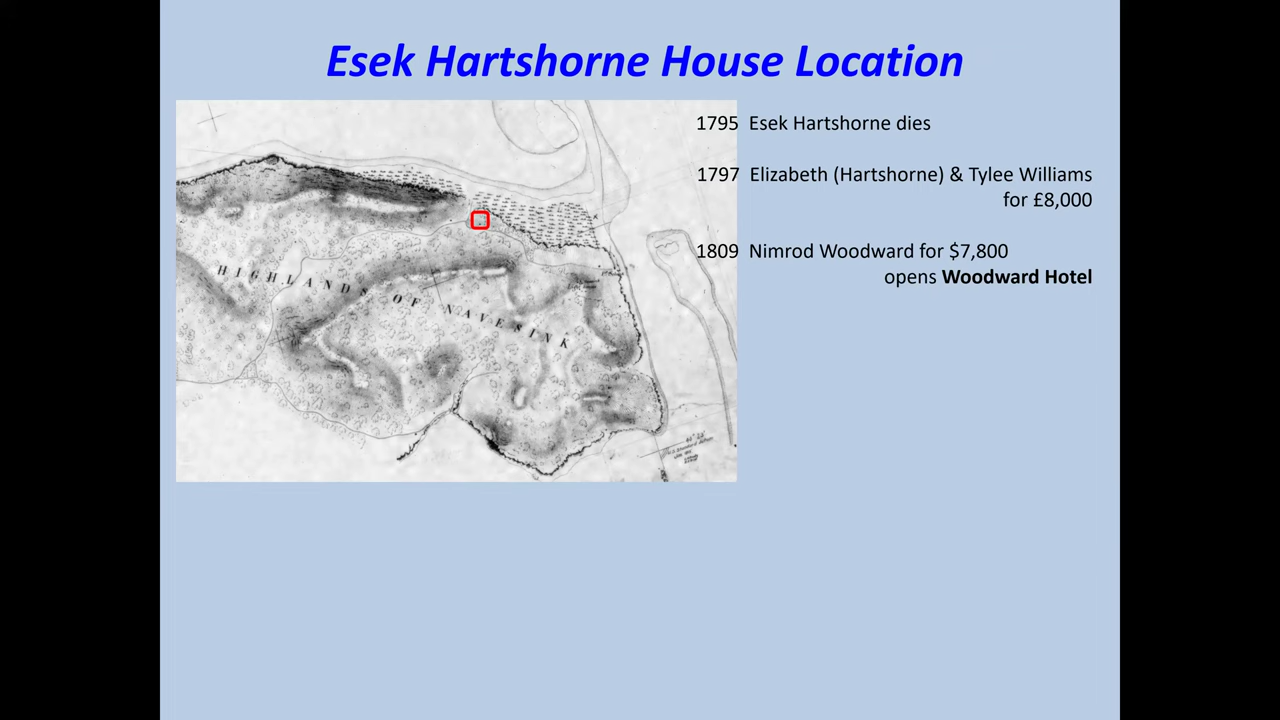 Esek Hartshorne House Location
1795 Esek Hartshorne dies
1797 Elizabeth (Hartshorne) & Tylee Williams
for £8,000
1809 Nimrod Woodward for $7,800
opens Woodward Hotel
HIGHLANDS OF NAVESINK